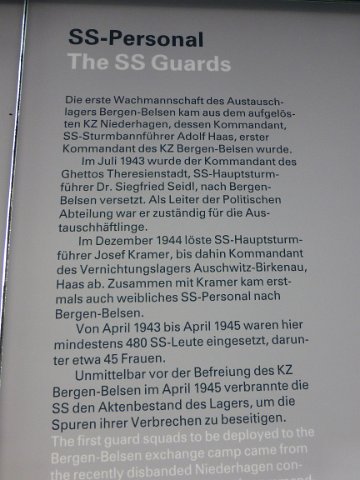 SS-Personal
The SS Guards
Die erste Wachmannschaft des Austausch-
lagers Bergen-Belsen kam aus dem aufgelös-
ten KZ Niederhagen, dessen Kommandant,
SS-Sturmbannführer Adolf Haas, erster
Kommandant des KZ Bergen-Belsen wurde.
Im Juli 1943 wurde der Kommandant des
Ghettos Theresienstadt, SS-Hauptsturm-
führer Dr. Siegfried Seidl, nach Bergen-
Belsen versetzt. Als Leiter der Politischen
Abteilung war er zuständig für die Aus-
tauschhäftlinge.
Im Dezember 1944 löste SS-Hauptsturm-
führer Josef Kramer, bis dahin Kommandant
des Vernichtungslagers Auschwitz-Birkenau,
Haas ab. Zusammen mit Kramer kam erst-
mals auch weibliches SS-Personal nach
Bergen-Belsen.
Von April 1943 bis April 1945 waren hier
mindestens 480 SS-Leute eingesetzt, darun-
ter etwa 45 Frauen.
Unmittelbar vor der Befreiung des KZ
Bergen-Belsen im April 1945 verbrannte die
SS den Aktenbestand des Lagers, um die
Spuren ihrer Verbrechen zu beseitigen.
The first guard squads to be deployed to the
Bergen-Belsen exchange camp came from
the recently disbanded Niederhagen con-